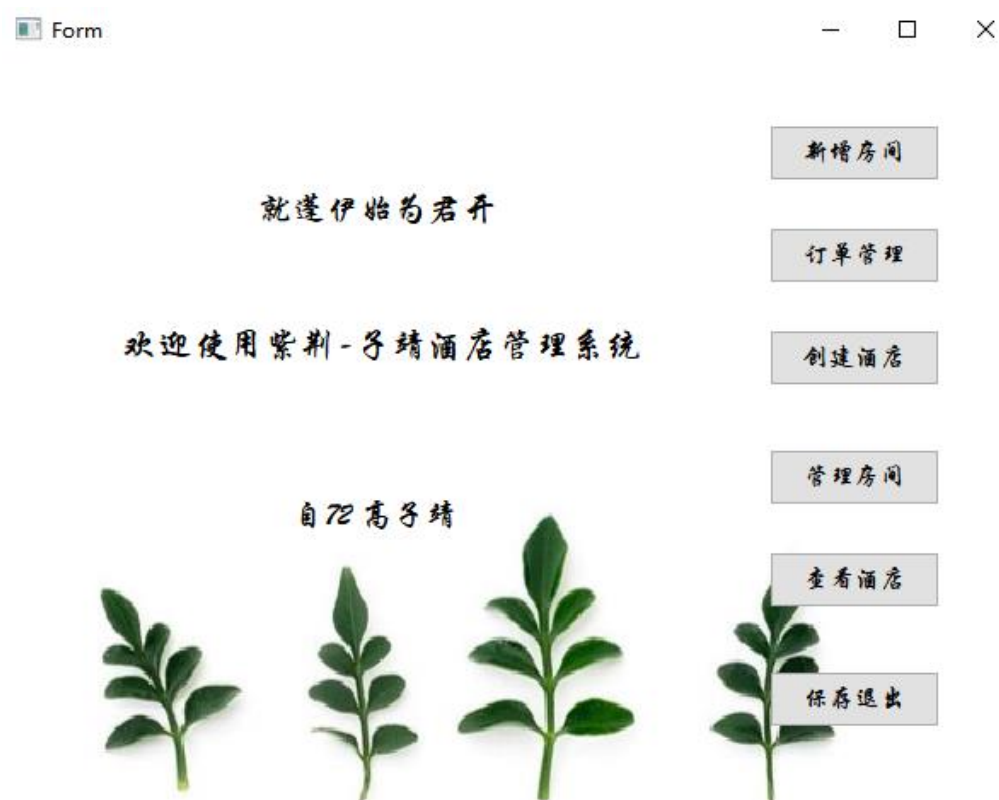 Form
新增房间
就蓬伊始为君开
订单管理
欢迎使用紫荆-子靖酒店管理系统
创建酒店
管理房间
自72 高子靖
查看酒店
保存退出